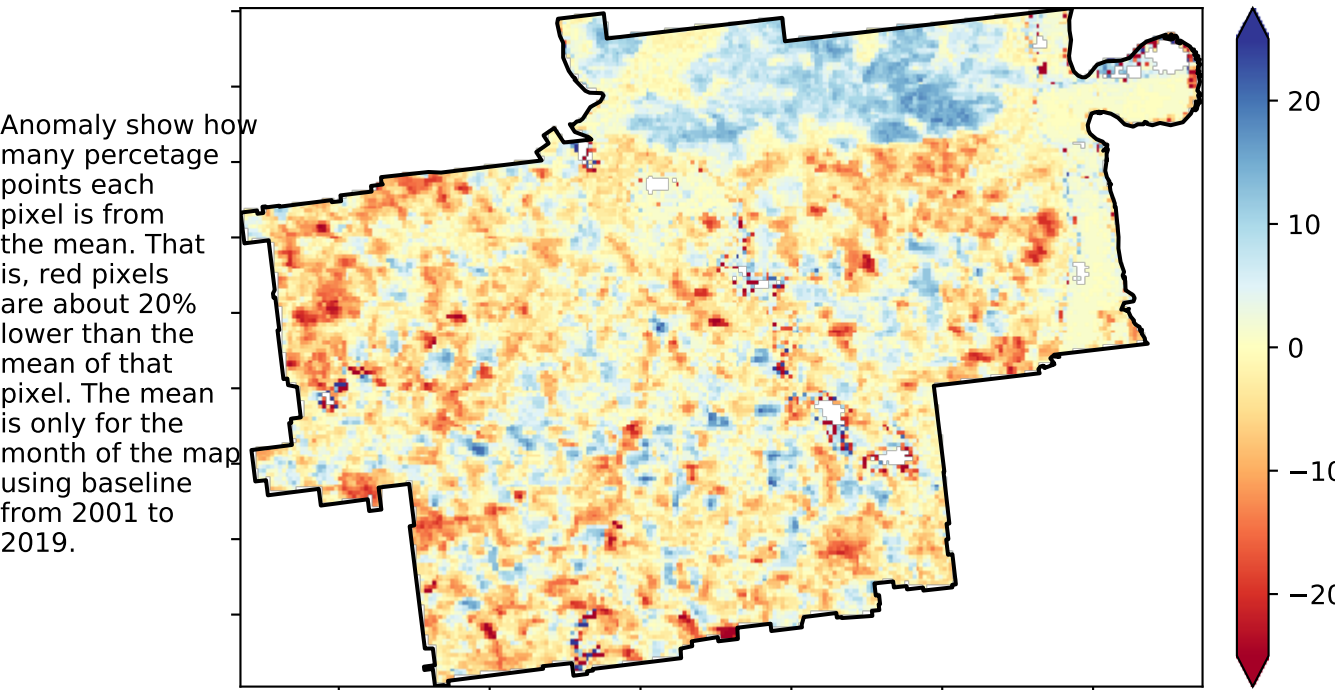 Anomaly show how
many percetage
points each
pixel is from
the mean. That
is, red pixels
are about 20%
lower than the
mean of that
pixel. The mean
is only for the
month of the map
using baseline
from 2001 to
2019.
20
10
0
−10
−20